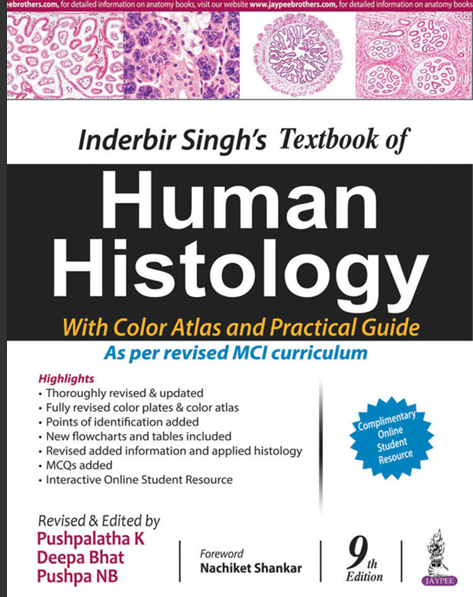 eebrothers.com, for detailed information on anatomy books, visit our website www.jaypeebrothers.com, for detailed information on anatomy books
Inderbir Singh's Textbook of
Human
Histology
With Color Atlas and Practical Guide
As per revised MCI curriculum
Highlights
• Thoroughly revised & updated
• Fully revised color plates & color atlas
• Points of identification added
• New flowcharts and tables included
• Revised added information and applied histology
• MCQs added
• Interactive Online Student Resource
Complimentary
Online
Student
Resource
Revised & Edited by
Pushpalatha K
Deepa Bhat
Pushpa NB
Foreword
Nachiket Shankar
9th
Edition
JAYPEE